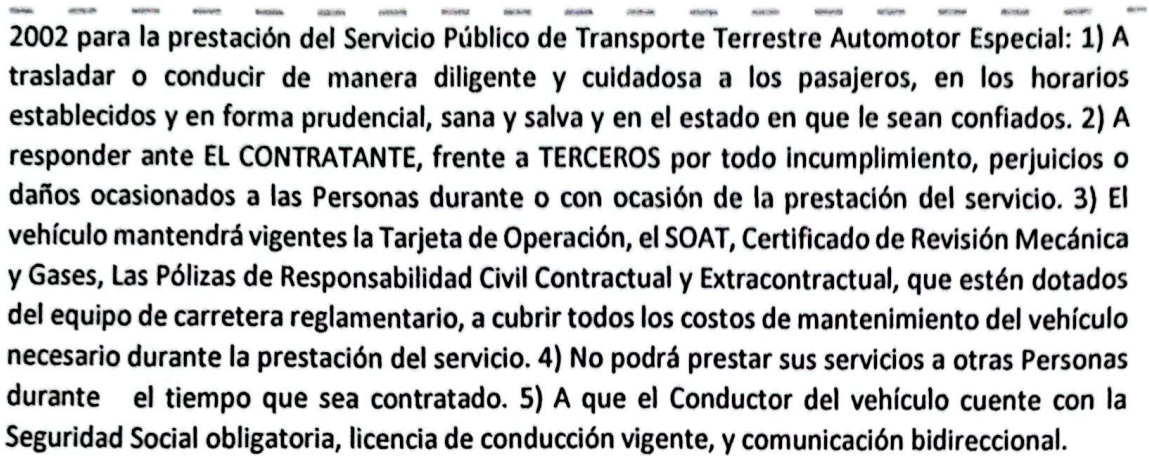 2002 para la prestación del Servicio Público de Transporte Terrestre Automotor Especial: 1) A
trasladar o conducir de manera diligente y cuidadosa a los pasajeros, en los horarios
establecidos y en forma prudencial, sana y salva y en el estado en que le sean confiados. 2) A
responder ante EL CONTRATANTE, frente a TERCEROS por todo incumplimiento, perjuicios o
daños ocasionados a las Personas durante o con ocasión de la prestación del servicio. 3) El
vehículo mantendrá vigentes la Tarjeta de Operación, el SOAT, Certificado de Revisión Mecánica
y Gases, Las Pólizas de Responsabilidad Civil Contractual y Extracontractual, que estén dotados
del equipo de carretera reglamentario, a cubrir todos los costos de mantenimiento del vehículo
necesario durante la prestación del servicio. 4) No podrá prestar sus servicios a otras Personas
durante el tiempo que sea contratado. 5) A que el Conductor del vehículo cuente con la
Seguridad Social obligatoria, licencia de conducción vigente, y comunicación bidireccional.